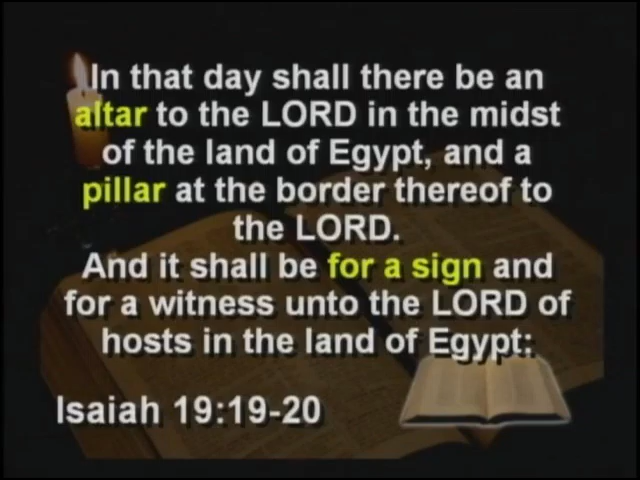 In that day shall there be an
altar to the LORD in the midst
of the land of Egypt, and a
pillar at the border thereof to
the LORD.
And it shall be for a sign and
for a witness unto the LORD of
hosts in the land of Egypt:
Isaiah 19:19-20